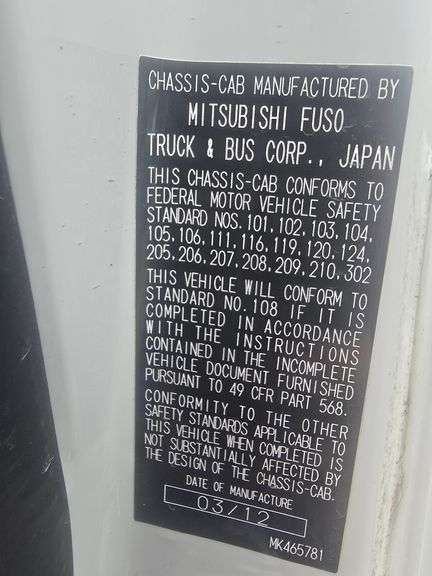 CHASSIS-CAB MANUFACTURED BY
MITSUBISHI FUSO
TRUCK & BUS CORP., JAPAN
THIS CHASSIS-CAB CONFORMS TO
FEDERAL MOTOR VEHICLE SAFETY
STANDARD NOS. 101, 102, 103, 104,
105, 106, 111, 116, 119, 120, 124,
205, 206, 207, 208, 209, 210, 302
THIS VEHICLE WILL CONFORM TO
STANDARD NO. 108 IF IT IS
COMPLETED IN ACCORDANCE
WITH THE INSTRUCTIONS
CONTAINED IN THE INCOMPLETE
VEHICLE DOCUMENT FURNISHED
PURSUANT TO 49 CFR PART 568.
CONFORMITY TO THE OTHER
SAFETY STANDARDS APPLICABLE TO
THIS VEHICLE WHEN COMPLETED IS
NOT SUBSTANTIALLY AFFECTED BY
THE DESIGN OF THE CHASSIS-CAB.
DATE OF MANUFACTURE
03/12
MK465781